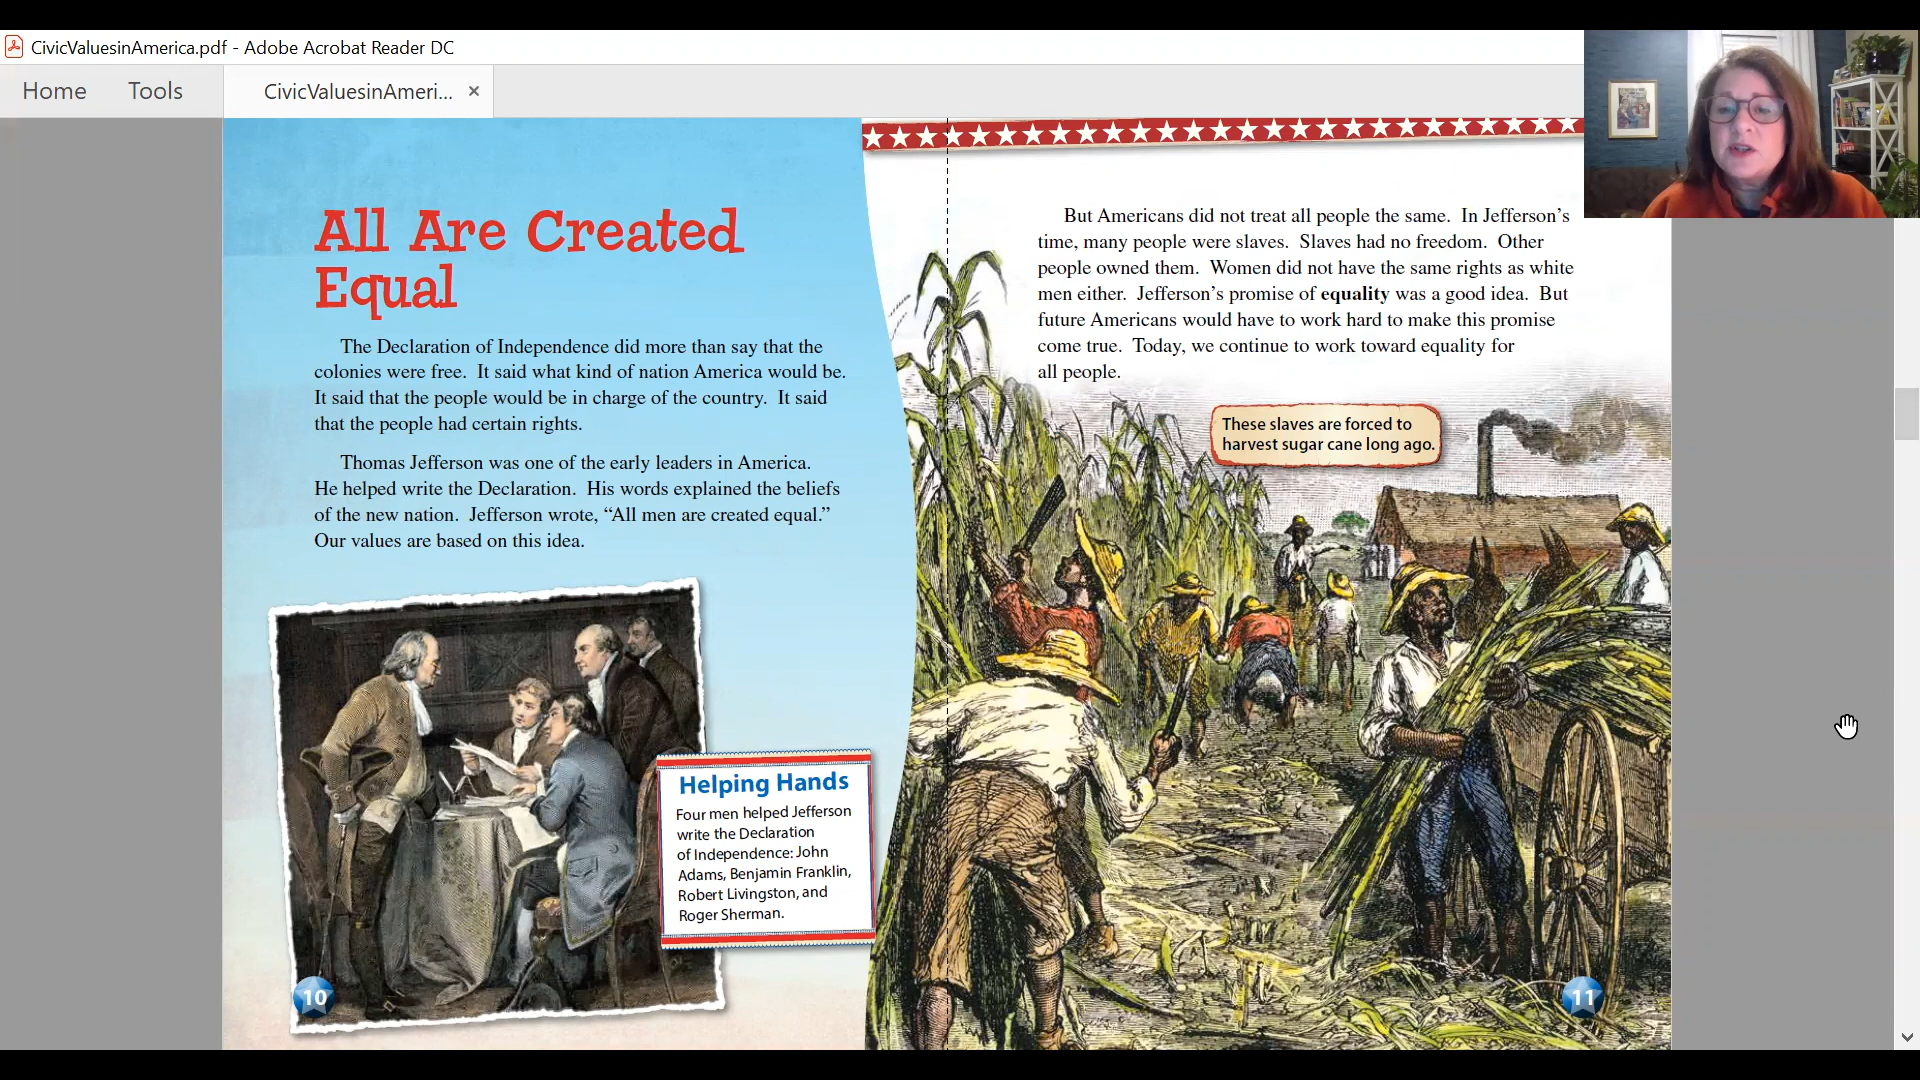 CivicValuesinAmerica.pdf - Adobe Acrobat Reader DC
Home
Tools
CivicValuesinAmeri...
All Are Created
Equal
The Declaration of Independence did more than say that the
colonies were free. It said what kind of nation America would be.
It said that the people would be in charge of the country. It said
that the people had certain rights.
Thomas Jefferson was one of the early leaders in America.
He helped write the Declaration. His words explained the beliefs
of the new nation. Jefferson wrote, “All men are created equal.”
Our values are based on this idea.
Helping Hands
Four men helped Jefferson
write the Declaration
of Independence: John
Adams, Benjamin Franklin,
Robert Livingston, and
Roger Sherman.
10
But Americans did not treat all people the same. In Jefferson’s
time, many people were slaves. Slaves had no freedom. Other
people owned them. Women did not have the same rights as white
men either. Jefferson’s promise of equality was a good idea. But
future Americans would have to work hard to make this promise
come true. Today, we continue to work toward equality for
all people.
These slaves are forced to
harvest sugar cane long ago.
11